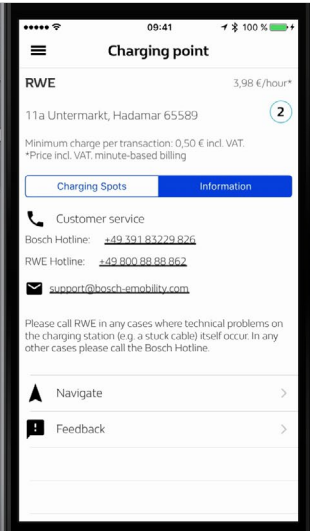 09:41
100 %
Charging point
RWE 3,98 €/hour*
11a Untermarkt, Hadamar 65589
2
Minimum charge per transaction: 0,50 € incl. VAT.
*Price incl. VAT. minute-based billing
Charging Spots Information
Customer service
Bosch Hotline: +49 391 83229 826
RWE Hotline: +49 800 88 88 862
support@bosch-emobility.com
Please call RWE in any cases where technical problems on
the charging station (e.g. a stuck cable) itself occur. In any
other cases please call the Bosch Hotline.
Navigate
Feedback